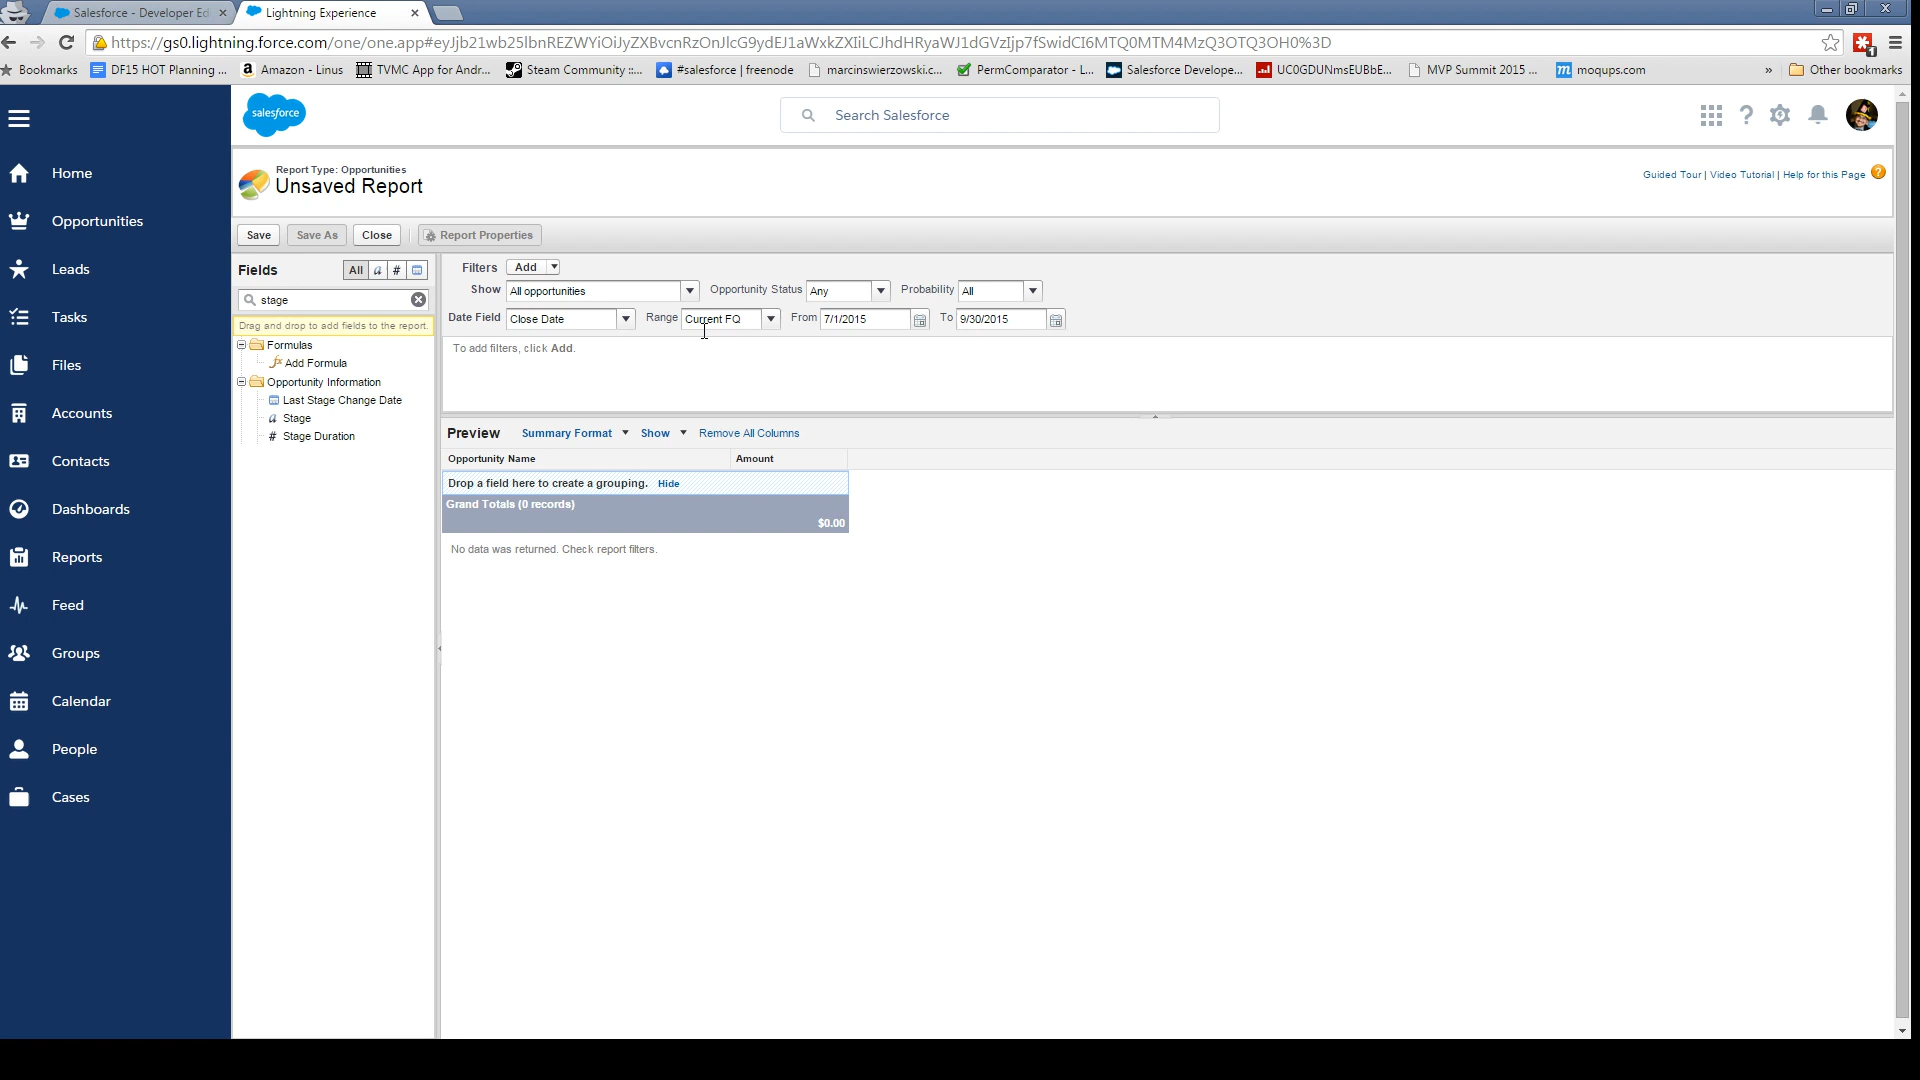 Salesforce - Developer Ed
Lightning Experience
https://gs0.lightning.force.com/one/one.app#eyJjb21wb25lbnREZWYiOiJyZXBvcnRzOnJlcG9ydEJ1aWxkZXIiLCJhdHRyaWJ1dGVzIjp7fSwidCI6MTQ0MTM4MzQ3OTQ3OH0%3D
Bookmarks
DF15 HOT Planning ...
Amazon - Linus
TVMC App for Andr...
Steam Community ::...
#salesforce | freenode
marcinswierzowski.c...
PermComparator - L...
Salesforce Develope...
UC0GDUNmsEUBbE...
MVP Summit 2015 ...
moqups.com
»
Other bookmarks
salesforce
Search Salesforce
Home
Opportunities
Leads
Tasks
Files
Accounts
Contacts
Dashboards
Reports
Feed
Groups
Calendar
People
Cases
Report Type: Opportunities
Unsaved Report
Guided Tour | Video Tutorial | Help for this Page
Save
Save As
Close
Report Properties
Fields
All
a
#
stage
Drag and drop to add fields to the report.
Formulas
fx Add Formula
Opportunity Information
Last Stage Change Date
a Stage
# Stage Duration
Filters
Add
Show
All opportunities
Opportunity Status
Any
Probability
All
Date Field
Close Date
Range
Current FQ
From
7/1/2015
To
9/30/2015
To add filters, click Add.
Preview
Summary Format
Show
Remove All Columns
Opportunity Name
Amount
Drop a field here to create a grouping. Hide
Grand Totals (0 records)
$0.00
No data was returned. Check report filters.